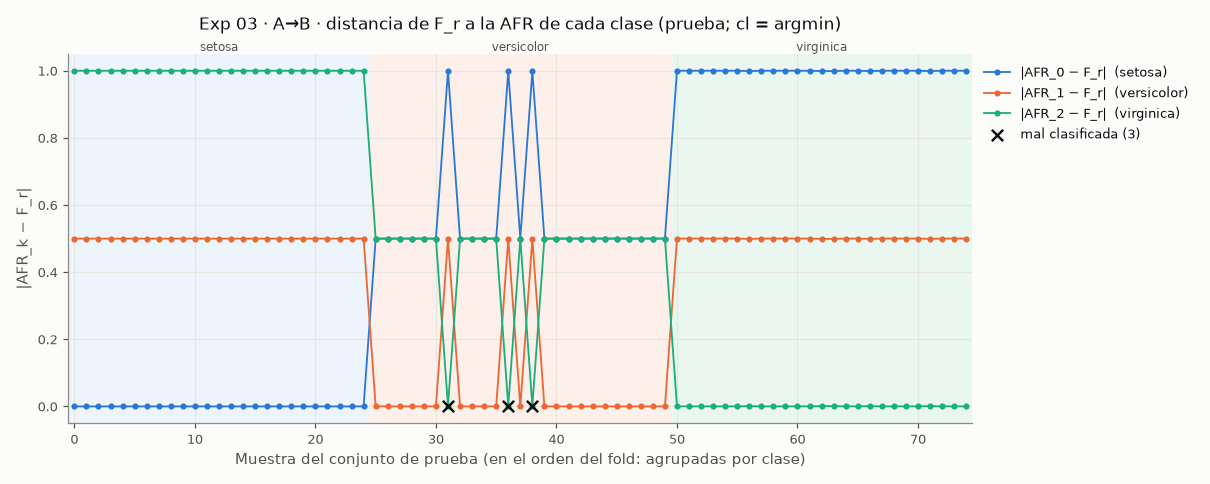 Exp 03 · A→B · distancia de F_r a la AFR de cada clase (prueba; cl = argmin)
setosa
versicolor
virginica
|AFR_0 − F_r| (setosa)
|AFR_1 − F_r| (versicolor)
|AFR_2 − F_r| (virginica)
mal clasificada (3)
|AFR_k − F_r|
1.0
0.8
0.6
0.4
0.2
0.0
0
10
20
30
40
50
60
70
Muestra del conjunto de prueba (en el orden del fold: agrupadas por clase)